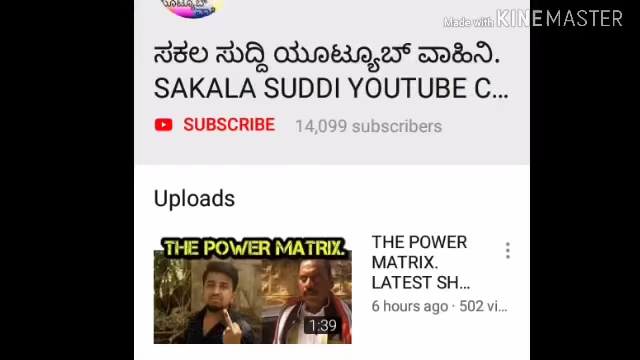 Made with KINEMASTER
ಯೂಟ್ಯೂಬ್
ಸಕಲ ಸುದ್ದಿ ಯೂಟ್ಯೂಬ್ ವಾಹಿನಿ.
SAKALA SUDDI YOUTUBE C...
SUBSCRIBE 14,099 subscribers
Uploads
THE POWER MATRIX.
1:39
THE POWER
MATRIX.
LATEST SH...
6 hours ago · 502 vi...